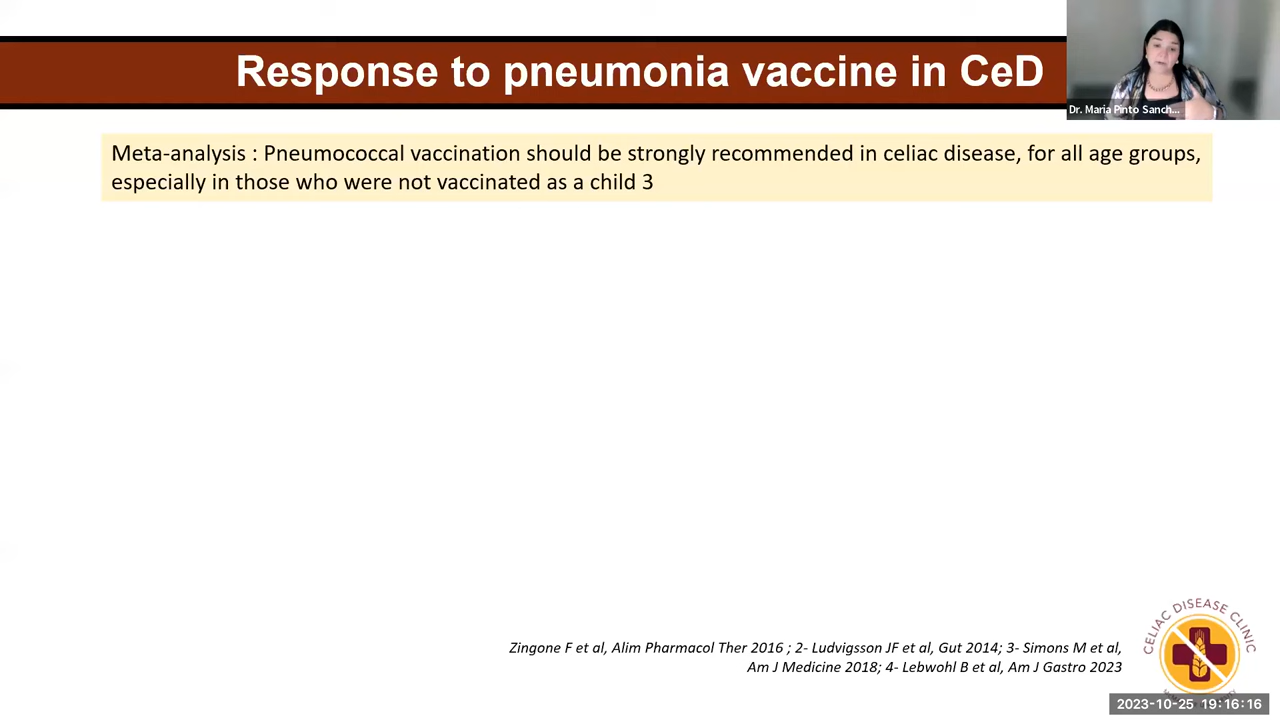 Response to pneumonia vaccine in CeD
Dr. Maria Pinto Sanch...
Meta-analysis : Pneumococcal vaccination should be strongly recommended in celiac disease, for all age groups,
especially in those who were not vaccinated as a child 3
Zingone F et al, Alim Pharmacol Ther 2016 ; 2- Ludvigsson JF et al, Gut 2014; 3- Simons M et al,
Am J Medicine 2018; 4- Lebwohl B et al, Am J Gastro 2023
CELIAC DISEASE CLINIC
2023-10-25 19:16:16